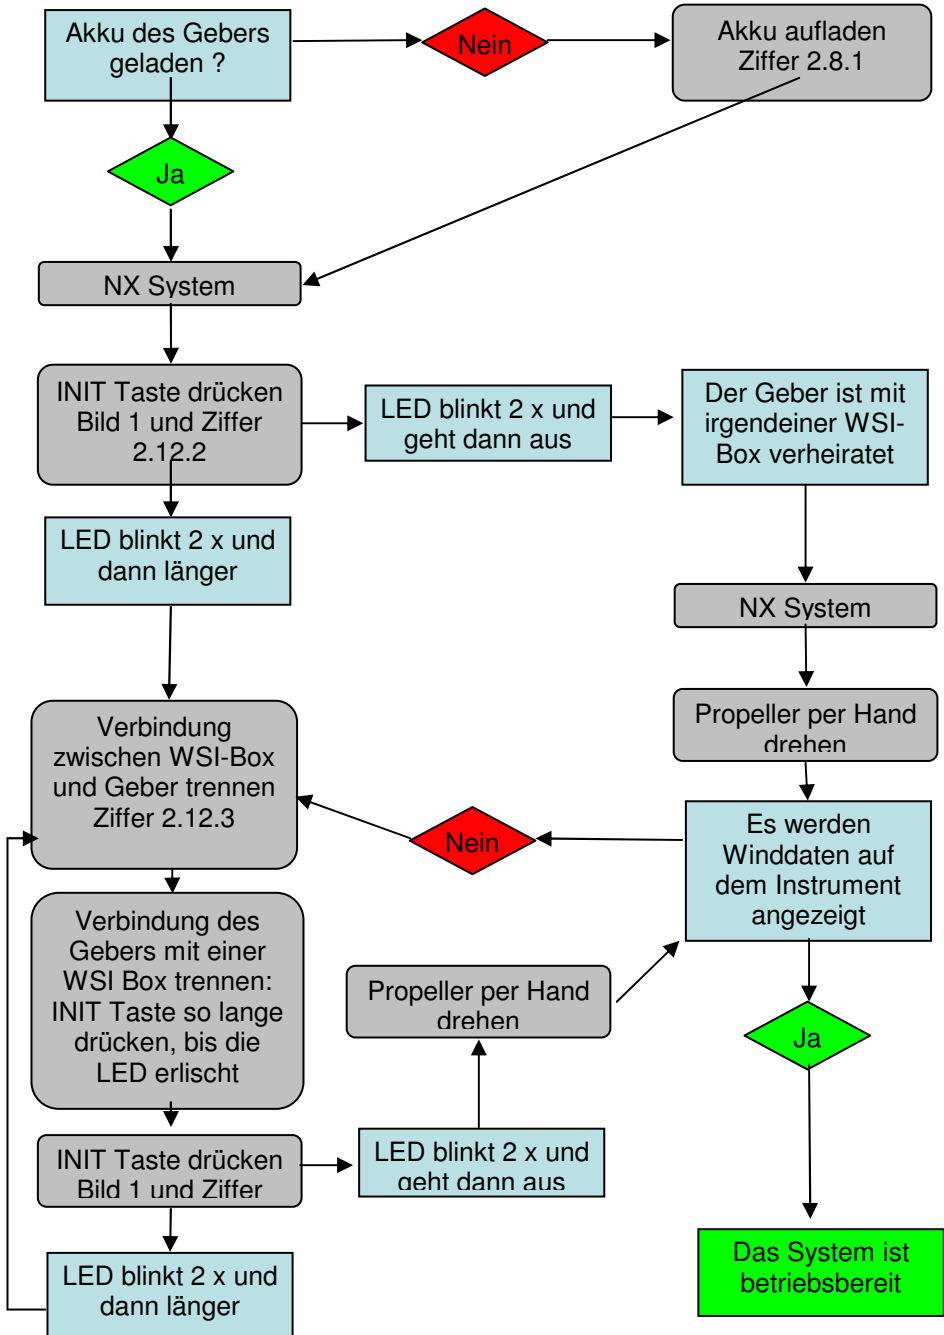 Akku des Gebers
geladen ?
Nein
Akku aufladen
Ziffer 2.8.1
Ja
NX System
INIT Taste drücken
Bild 1 und Ziffer
2.12.2
LED blinkt 2 x und
geht dann aus
Der Geber ist mit
irgendeiner WSI-
Box verheiratet
LED blinkt 2 x und
dann länger
NX System
Propeller per Hand
drehen
Verbindung
zwischen WSI-Box
und Geber trennen
Ziffer 2.12.3
Nein
Es werden
Winddaten auf
dem Instrument
angezeigt
Verbindung des
Gebers mit einer
WSI Box trennen:
INIT Taste so lange
drücken, bis die
LED erlischt
Propeller per Hand
drehen
Ja
INIT Taste drücken
Bild 1 und Ziffer
LED blinkt 2 x und
geht dann aus
LED blinkt 2 x und
dann länger
Das System ist
betriebsbereit